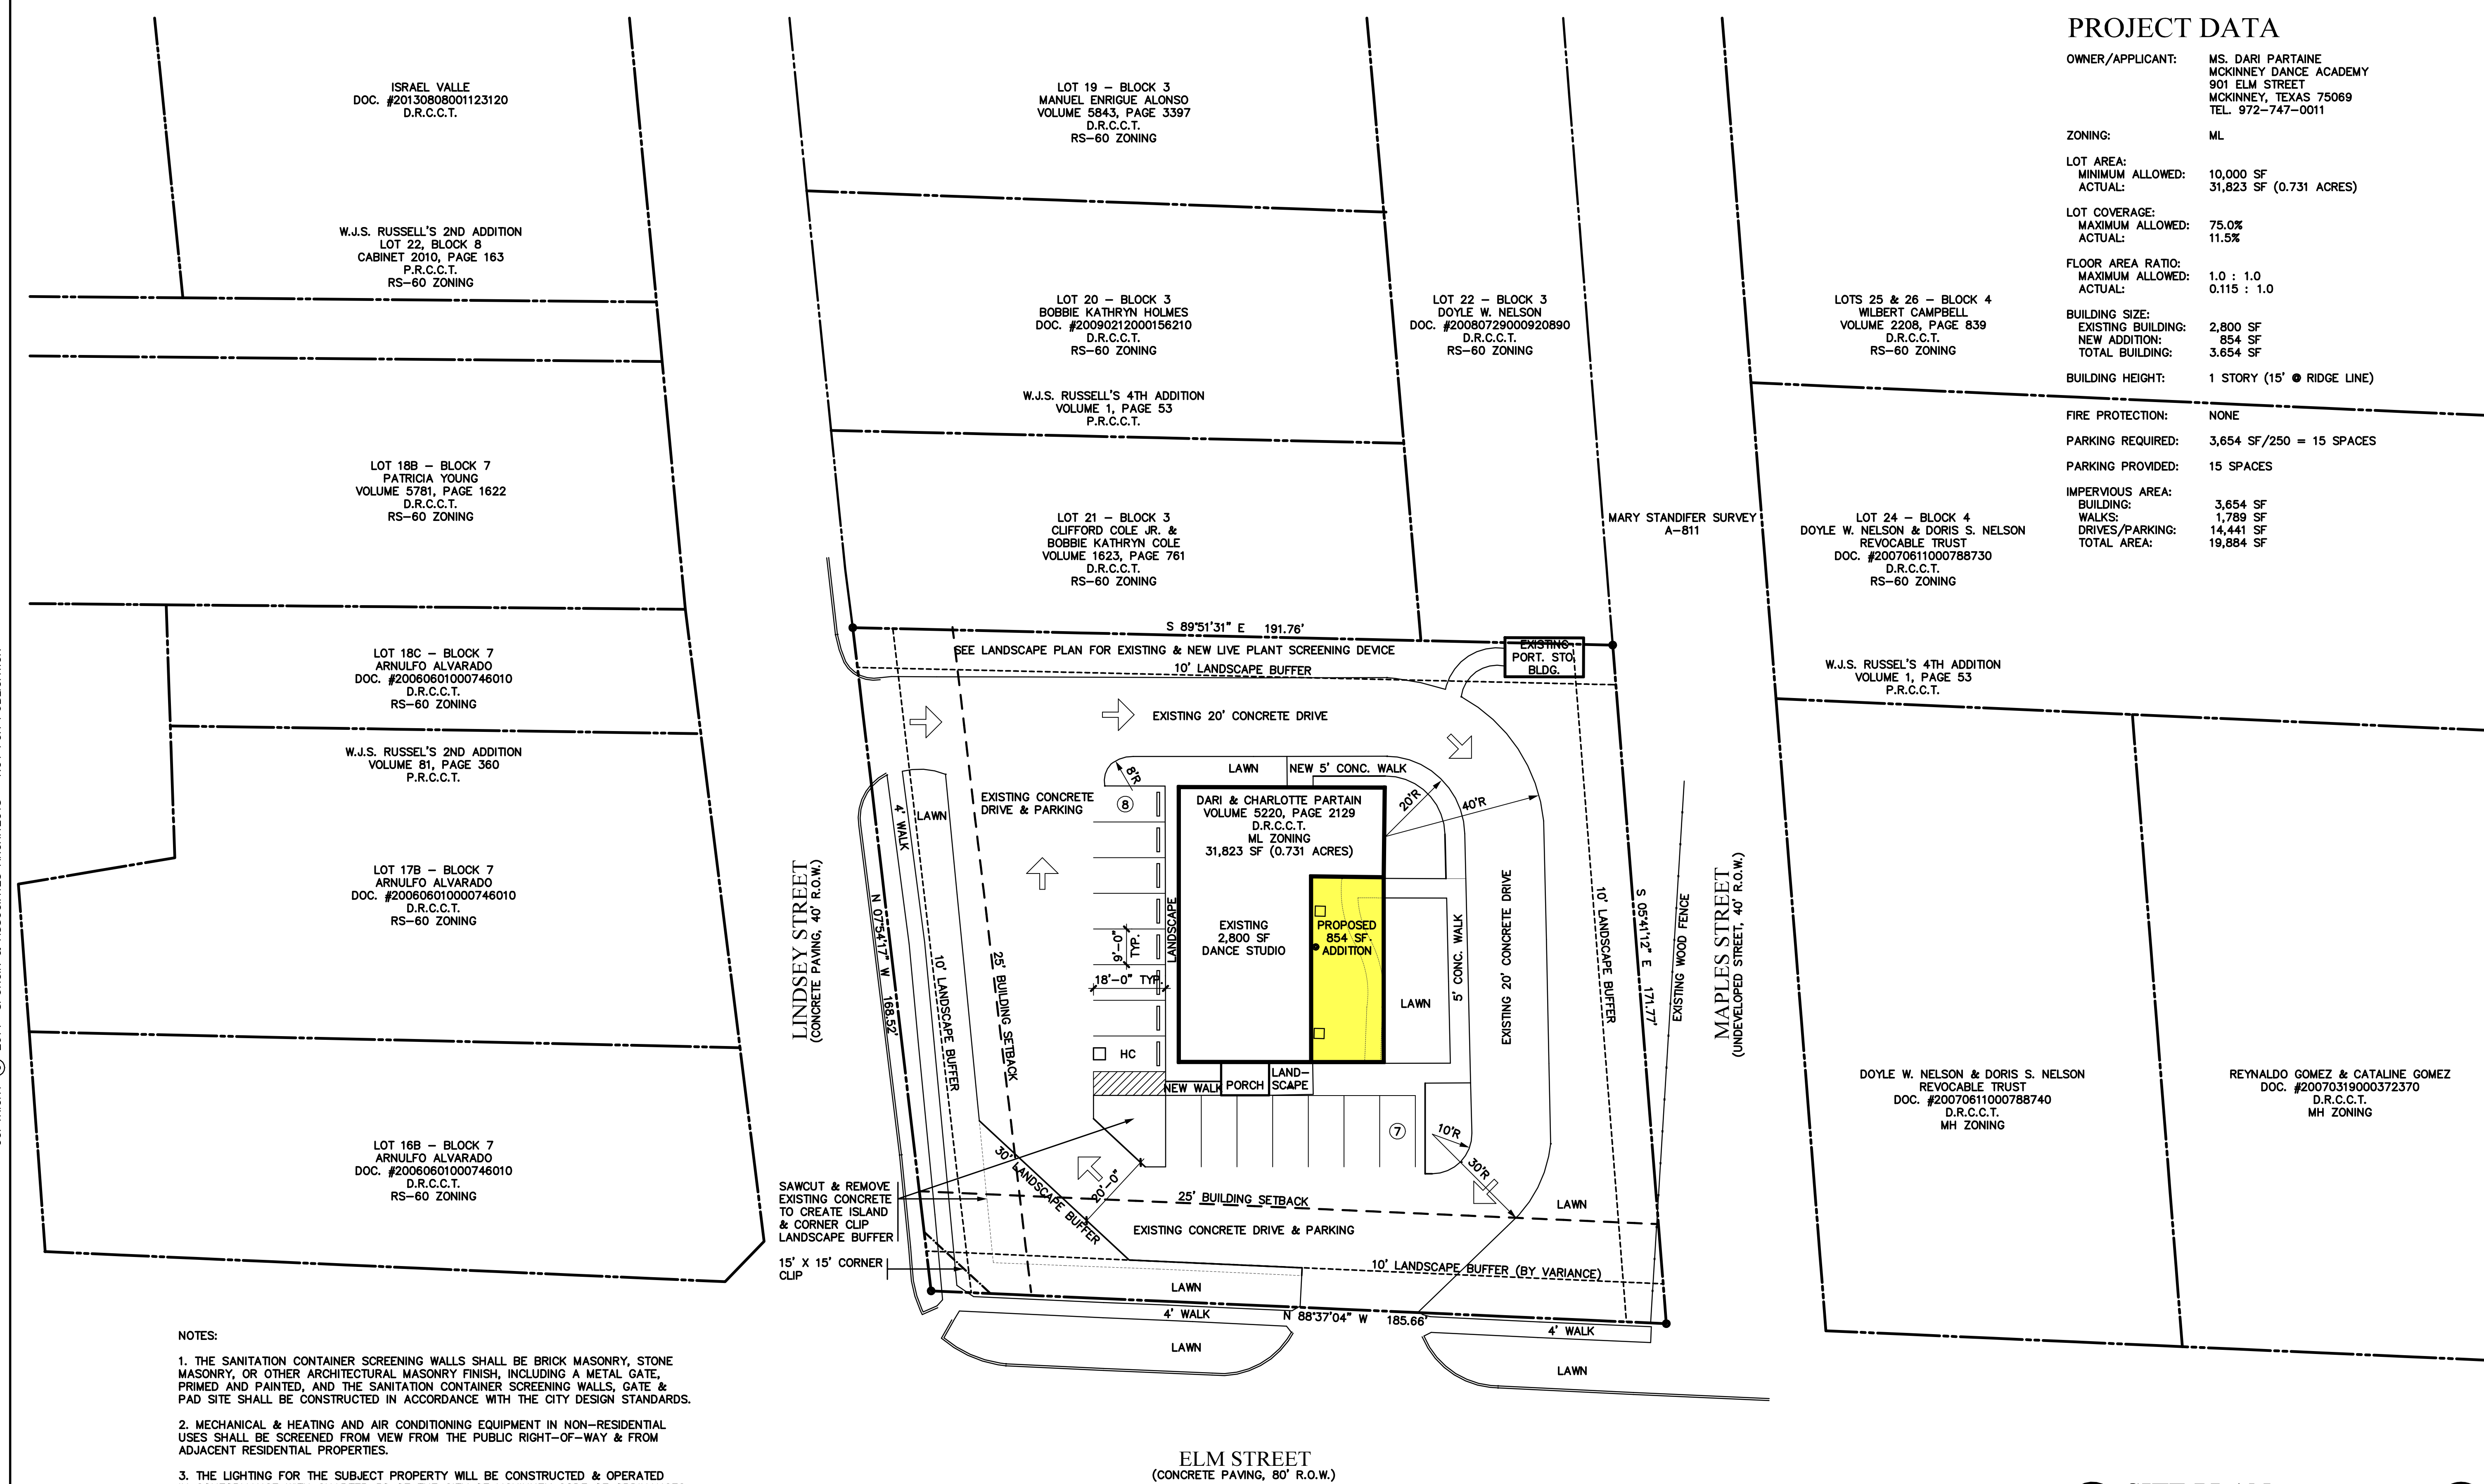 PROJECT DATA
OWNER/APPLICANT: MS. DARI PARTAINE
MCKINNEY DANCE ACADEMY
901 ELM STREET
MCKINNEY, TEXAS 75069
TEL. 972-747-0011
ZONING: ML
LOT AREA:
MINIMUM ALLOWED: 10,000 SF
ACTUAL: 31,823 SF (0.731 ACRES)
LOT COVERAGE:
MAXIMUM ALLOWED: 75.0%
ACTUAL: 11.5%
FLOOR AREA RATIO:
MAXIMUM ALLOWED: 1.0 : 1.0
ACTUAL: 0.115 : 1.0
BUILDING SIZE:
EXISTING BUILDING: 2,800 SF
NEW ADDITION: 854 SF
TOTAL BUILDING: 3.654 SF
BUILDING HEIGHT: 1 STORY (15' @ RIDGE LINE)
FIRE PROTECTION: NONE
PARKING REQUIRED: 3,654 SF/250 = 15 SPACES
PARKING PROVIDED: 15 SPACES
IMPERVIOUS AREA:
BUILDING: 3,654 SF
WALKS: 1,789 SF
DRIVES/PARKING: 14,441 SF
TOTAL AREA: 19,884 SF
ISRAEL VALLE
DOC. #20130808001123120
D.R.C.C.T.
W.J.S. RUSSELL'S 2ND ADDITION
LOT 22, BLOCK 8
CABINET 2010, PAGE 163
P.R.C.C.T.
RS-60 ZONING
LOT 18B - BLOCK 7
PATRICIA YOUNG
VOLUME 5781, PAGE 1622
D.R.C.C.T.
RS-60 ZONING
LOT 18C - BLOCK 7
ARNULFO ALVARADO
DOC. #20060601000746010
D.R.C.C.T.
RS-60 ZONING
W.J.S. RUSSEL'S 2ND ADDITION
VOLUME 81, PAGE 360
P.R.C.C.T.
LOT 17B - BLOCK 7
ARNULFO ALVARADO
DOC. #20060601000746010
D.R.C.C.T.
RS-60 ZONING
LOT 16B - BLOCK 7
ARNULFO ALVARADO
DOC. #20060601000746010
D.R.C.C.T.
RS-60 ZONING
LOT 19 - BLOCK 3
MANUEL ENRIGUE ALONSO
VOLUME 5843, PAGE 3397
D.R.C.C.T.
RS-60 ZONING
LOT 20 - BLOCK 3
BOBBIE KATHRYN HOLMES
DOC. #20090212000156210
D.R.C.C.T.
RS-60 ZONING
W.J.S. RUSSELL'S 4TH ADDITION
VOLUME 1, PAGE 53
P.R.C.C.T.
LOT 21 - BLOCK 3
CLIFFORD COLE JR. &
BOBBIE KATHRYN COLE
VOLUME 1623, PAGE 761
D.R.C.C.T.
RS-60 ZONING
LOT 22 - BLOCK 3
DOYLE W. NELSON
DOC. #20080729000920890
D.R.C.C.T.
RS-60 ZONING
MARY STANDIFER SURVEY
A-811
LOTS 25 & 26 - BLOCK 4
WILBERT CAMPBELL
VOLUME 2208, PAGE 839
D.R.C.C.T.
RS-60 ZONING
LOT 24 - BLOCK 4
DOYLE W. NELSON & DORIS S. NELSON
REVOCABLE TRUST
DOC. #20070611000788730
D.R.C.C.T.
RS-60 ZONING
W.J.S. RUSSEL'S 4TH ADDITION
VOLUME 1, PAGE 53
P.R.C.C.T.
DOYLE W. NELSON & DORIS S. NELSON
REVOCABLE TRUST
DOC. #20070611000788740
D.R.C.C.T.
MH ZONING
REYNALDO GOMEZ & CATALINE GOMEZ
DOC. #20070319000372370
D.R.C.C.T.
MH ZONING
S 89°51'31" E 191.76'
SEE LANDSCAPE PLAN FOR EXISTING & NEW LIVE PLANT SCREENING DEVICE
10' LANDSCAPE BUFFER
EXISTING
PORT. STO.
BLDG.
EXISTING 20' CONCRETE DRIVE
LAWN
NEW 5' CONC. WALK
8'R
20'R
40'R
EXISTING CONCRETE
DRIVE & PARKING
8
DARI & CHARLOTTE PARTAIN
VOLUME 5220, PAGE 2129
D.R.C.C.T.
ML ZONING
31,823 SF (0.731 ACRES)
4' WALK
LAWN
LINDSEY STREET
(CONCRETE PAVING, 40' R.O.W.)
N 07°54'17" W 168.52'
10' LANDSCAPE BUFFER
25' BUILDING SETBACK
9'-0"
TYP.
18'-0" TYP.
LANDSCAPE
EXISTING
2,800 SF
DANCE STUDIO
PROPOSED
854 SF.
ADDITION
LAWN
5' CONC. WALK
EXISTING 20' CONCRETE DRIVE
10' LANDSCAPE BUFFER
S 05°41'12" E 171.77'
EXISTING WOOD FENCE
MAPLES STREET
(UNDEVELOPED STREET, 40' R.O.W.)
HC
NEW WALK
PORCH
LAND-
SCAPE
7
10'R
30'R
30' LANDSCAPE BUFFER
20'-0"
25' BUILDING SETBACK
LAWN
EXISTING CONCRETE DRIVE & PARKING
SAWCUT & REMOVE
EXISTING CONCRETE
TO CREATE ISLAND
& CORNER CLIP
LANDSCAPE BUFFER
15' X 15' CORNER
CLIP
10' LANDSCAPE BUFFER (BY VARIANCE)
LAWN
4' WALK
N 88°37'04" W 185.66'
4' WALK
LAWN
LAWN
ELM STREET
(CONCRETE PAVING, 80' R.O.W.)
NOTES:
1. THE SANITATION CONTAINER SCREENING WALLS SHALL BE BRICK MASONRY, STONE
MASONRY, OR OTHER ARCHITECTURAL MASONRY FINISH, INCLUDING A METAL GATE,
PRIMED AND PAINTED, AND THE SANITATION CONTAINER SCREENING WALLS, GATE &
PAD SITE SHALL BE CONSTRUCTED IN ACCORDANCE WITH THE CITY DESIGN STANDARDS.
2. MECHANICAL & HEATING AND AIR CONDITIONING EQUIPMENT IN NON-RESIDENTIAL
USES SHALL BE SCREENED FROM VIEW FROM THE PUBLIC RIGHT-OF-WAY & FROM
ADJACENT RESIDENTIAL PROPERTIES.
3. THE LIGHTING FOR THE SUBJECT PROPERTY WILL BE CONSTRUCTED & OPERATED